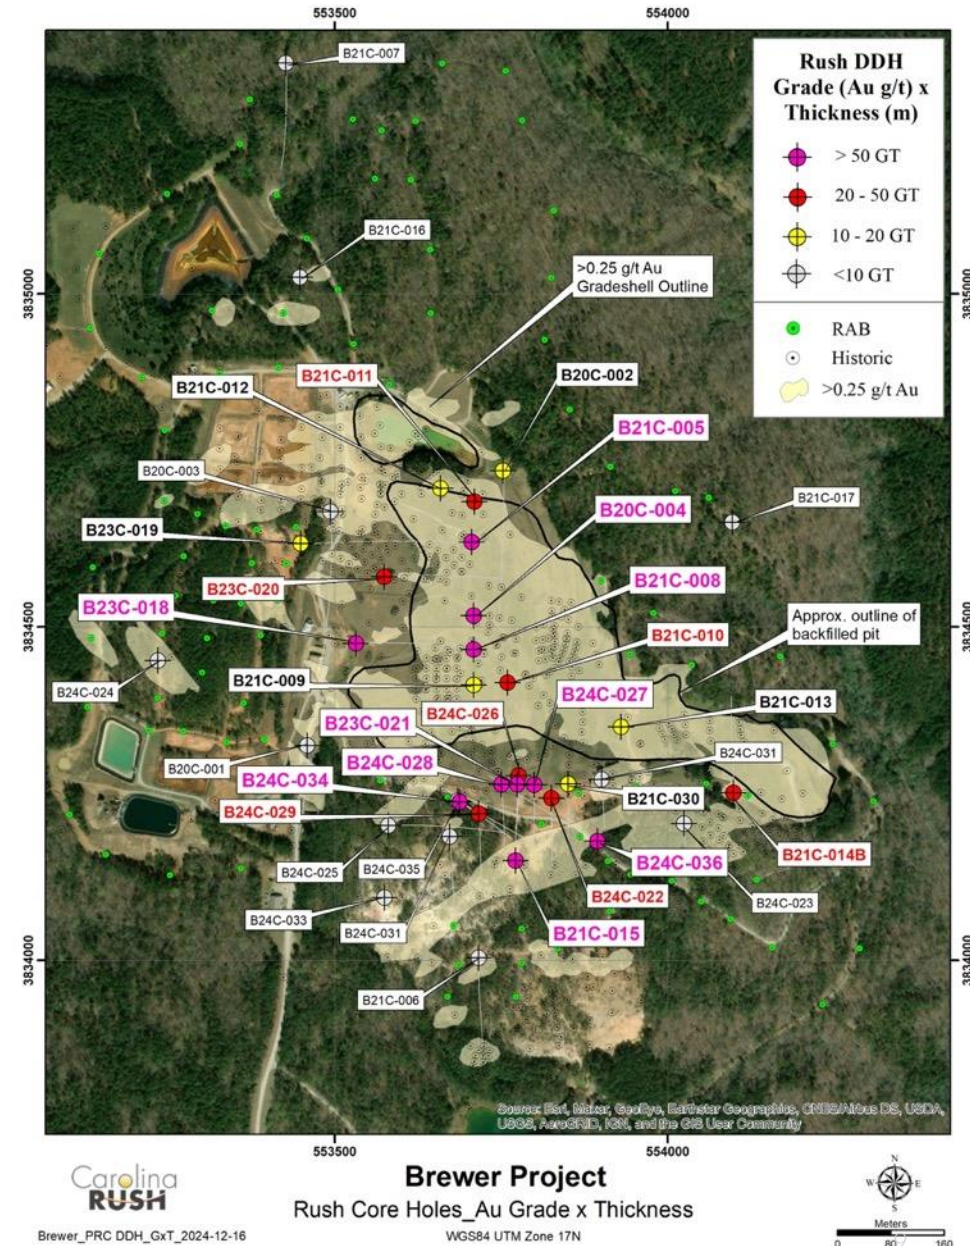 553500
554000
B21C-007
Rush DDH
Grade (Au g/t) x
Thickness (m)
> 50 GT
20 - 50 GT
10 - 20 GT
<10 GT
RAB
Historic
>0.25 g/t Au
B21C-016
>0.25 g/t Au
Gradeshell Outline
3835000
3835000
B21C-011
B20C-002
B21C-012
B21C-005
B20C-003
B21C-017
B20C-004
B23C-019
B23C-020
B21C-008
B23C-018
Approx. outline of
backfilled pit
3834500
3834500
B21C-010
B24C-024
B21C-009
B24C-027
B24C-026
B21C-013
B23C-021
B24C-031
B20C-001
B24C-028
B24C-034
B21C-030
B24C-029
B21C-014B
B24C-036
B24C-025
B24C-035
B24C-022
B24C-023
B24C-033
B24C-031
B21C-015
3834000
3834000
B21C-006
Source: Esri, Maxar, GeoEye, Earthstar Geographics, CNES/Airbus DS, USDA,
USGS, AeroGRID, IGN, and the GIS User Community
553500
554000
Carolina
RUSH
Brewer Project
Rush Core Holes_Au Grade x Thickness
Brewer_PRC DDH_GxT_2024-12-16
WGS84 UTM Zone 17N
N
W
E
S
Meters
0 80 160